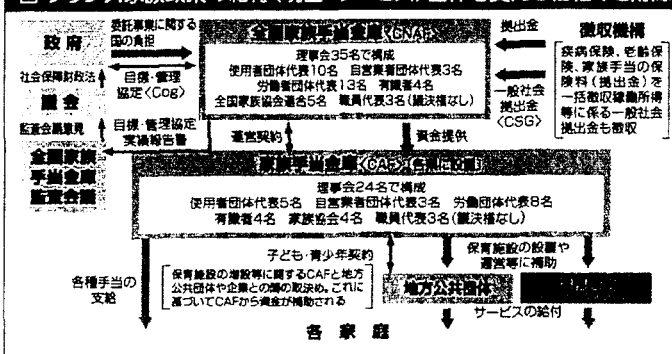 政府
社会保障財政法
議会
監査会議意見
全国家族
手当金庫
監査会議
委託事業に関する
国の負担
目標・管理
協定〈Cog〉
目標・管理協定
実績報告書
全国家族手当金庫〈CNAF〉
理事会35名で構成
使用者団体代表10名 自営業者団体代表3名
労働者団体代表13名 有識者4名
全国家族協会連合5名 職員代表3名(議決権なし)
拠出金
一般社会
拠出金
〈CSG〉
徴収機構
疾病保険、老齢保
険、家族手当の保
険料(拠出金)を
一括徴収稼働所得
等に係る一般社会
拠出金も徴収
運営契約
資金提供
家族手当金庫〈CAF〉
理事会24名で構成
使用者団体代表5名 自営業者団体代表3名 労働団体代表8名
有識者4名 家族協会4名 職員代表3名(議決権なし)
各種手当の
支給
子ども・青少年契約
保育施設の増設等に関するCAFと地方
公共団体や企業との間の取決め。これに
基づいてCAFから資金が補助される
保育施設の設置や
運営等に補助
地方公共団体
サービスの給付
各家庭